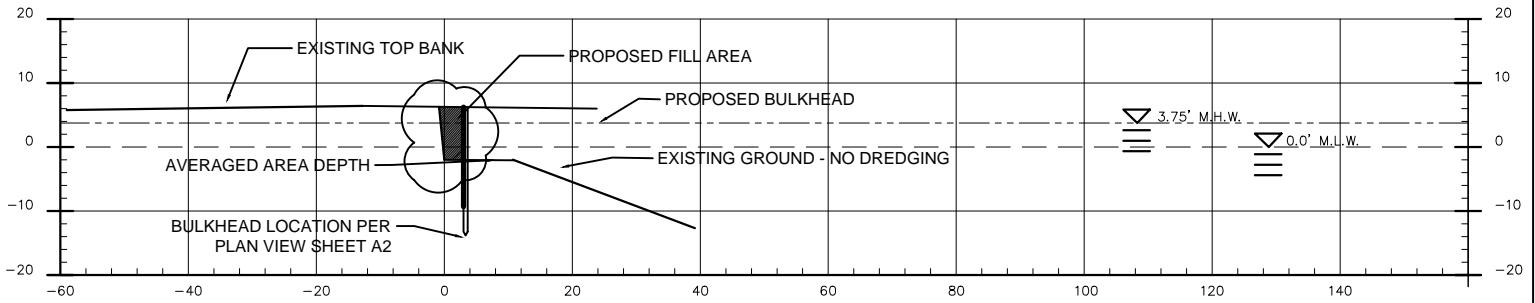 20
20
EXISTING TOP BANK
PROPOSED FILL AREA
10
10
PROPOSED BULKHEAD
3.75' M.H.W.
0
0.0' M.L.W.
0
AVERAGED AREA DEPTH
EXISTING GROUND - NO DREDGING
-10
-10
BULKHEAD LOCATION PER
PLAN VIEW SHEET A2
-20
-20
-60
-40
-20
0
20
40
60
80
100
120
140